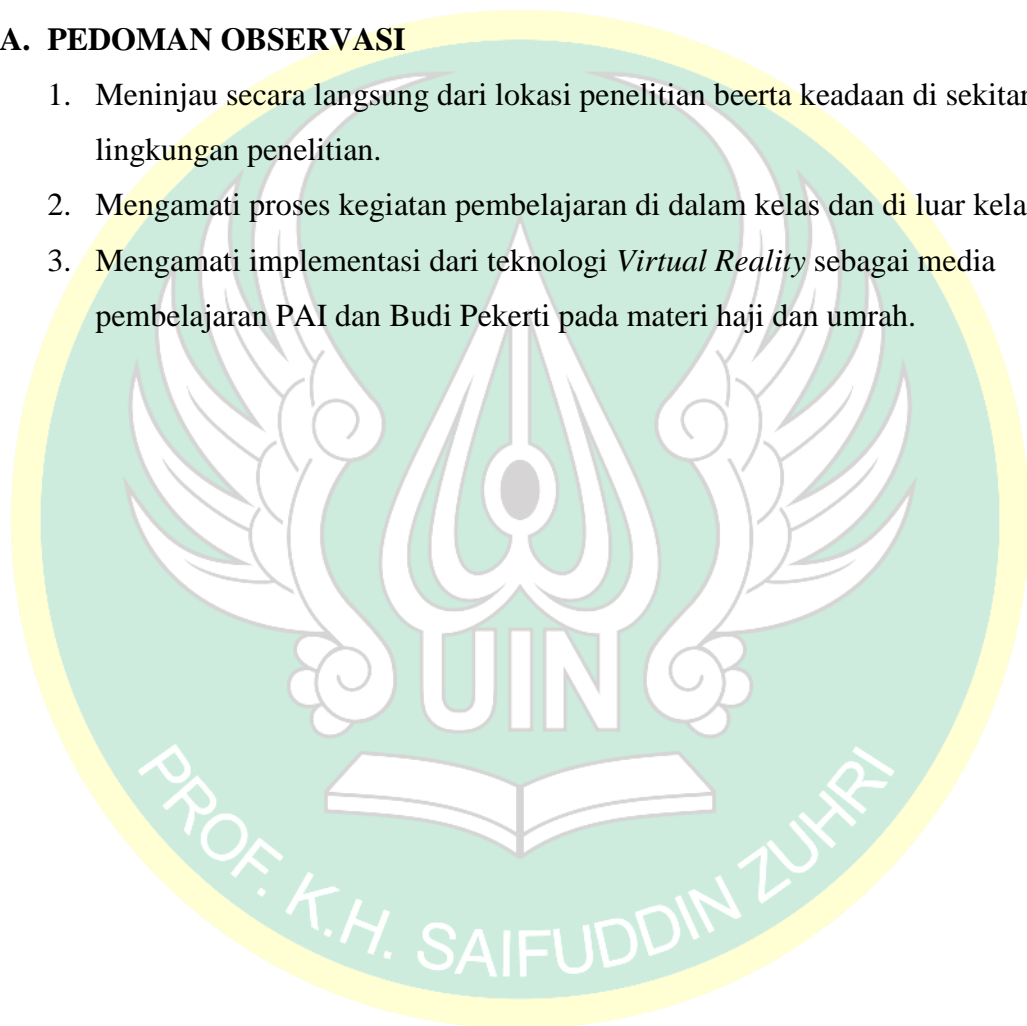 A. PEDOMAN OBSERVASI
1. Meninjau secara langsung dari lokasi penelitian beerta keadaan di sekitar
lingkungan penelitian.
2. Mengamati proses kegiatan pembelajaran di dalam kelas dan di luar kela
3. Mengamati implementasi dari teknologi Virtual Reality sebagai media
pembelajaran PAI dan Budi Pekerti pada materi haji dan umrah.
UIN
PROF. K.H. SAIFUDDIN ZUHRI